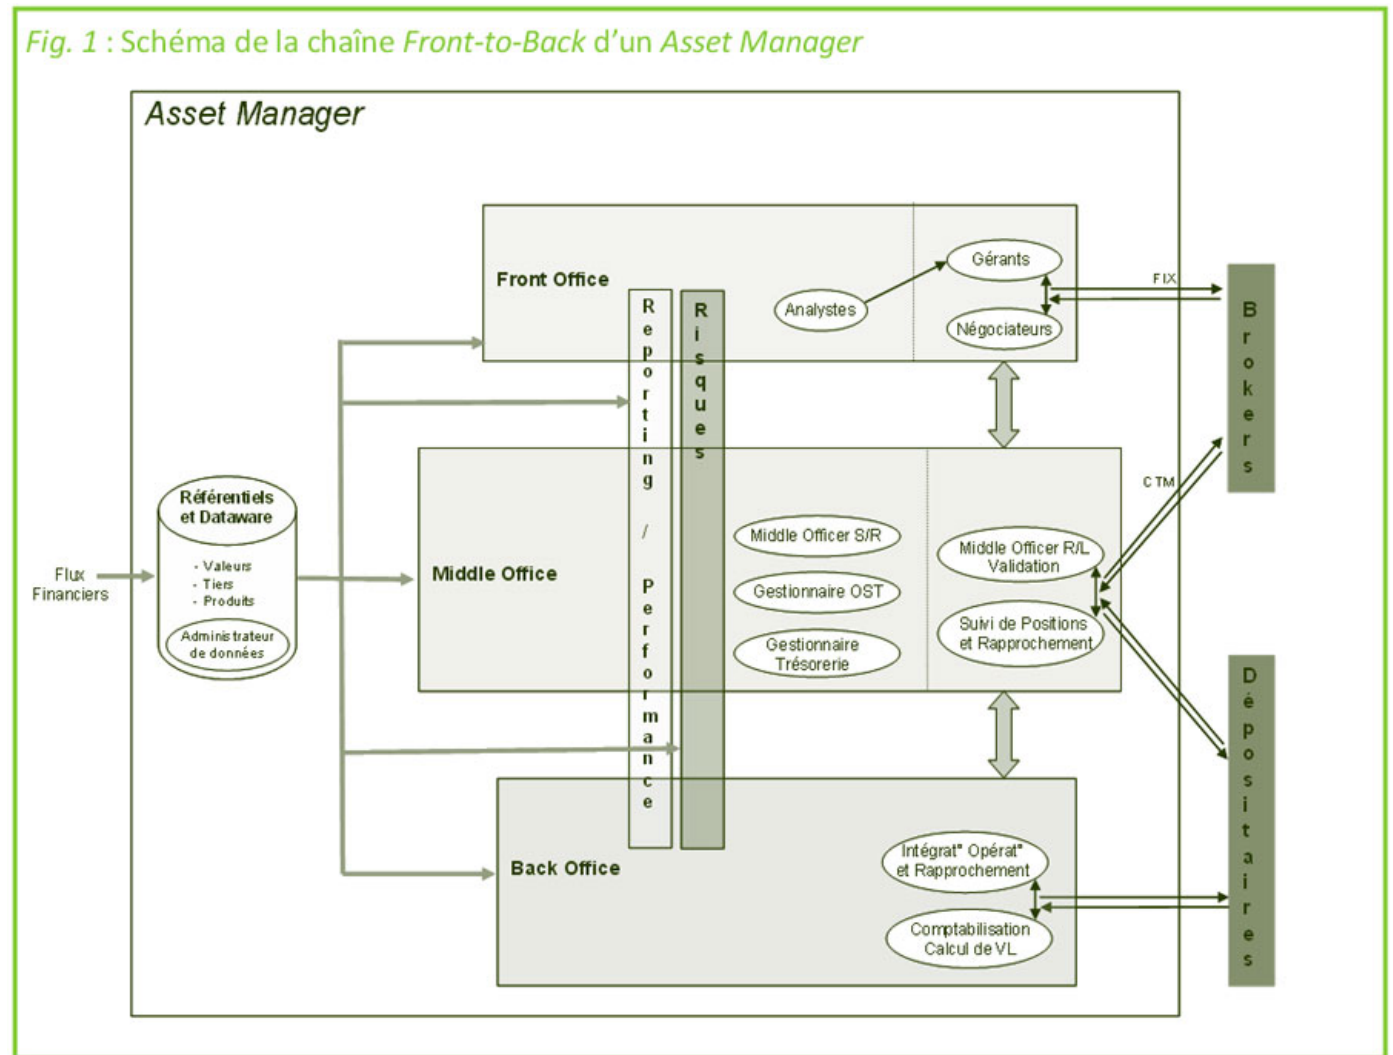 Fig. 1 : Schéma de la chaîne Front-to-Back d'un Asset Manager
Asset Manager
Front Office
Analystes
Gérants
Négociateurs
FIX
Brokers
Reporting / Performance
Risques
Référentiels
et Dataware
- Valeurs
- Tiers
- Produits
Administrateur
de données
Flux
Financiers
Middle Office
Middle Officer S/R
Gestionnaire OST
Gestionnaire
Trésorerie
Middle Officer R/L
Validation
Suivi de Positions
et Rapprochement
CTM
Dépositaires
Back Office
Intégrat° Opérat°
et Rapprochement
Comptabilisation
Calcul de VL